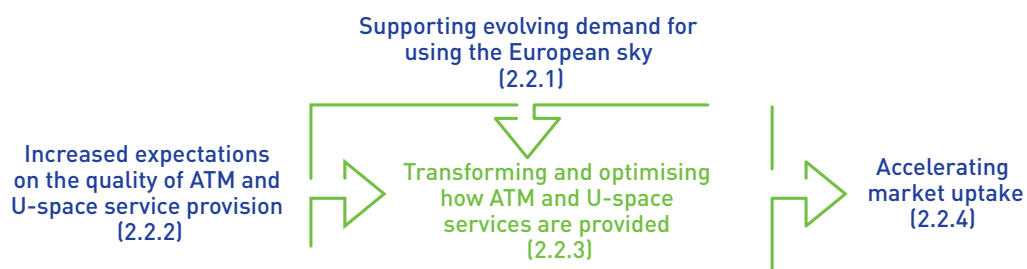 Supporting evolving demand for
using the European sky
(2.2.1)
Increased expectations
on the quality of ATM and
U-space service provision
(2.2.2)
Transforming and optimising
how ATM and U-space
services are provided
(2.2.3)
Accelerating
market uptake
(2.2.4)